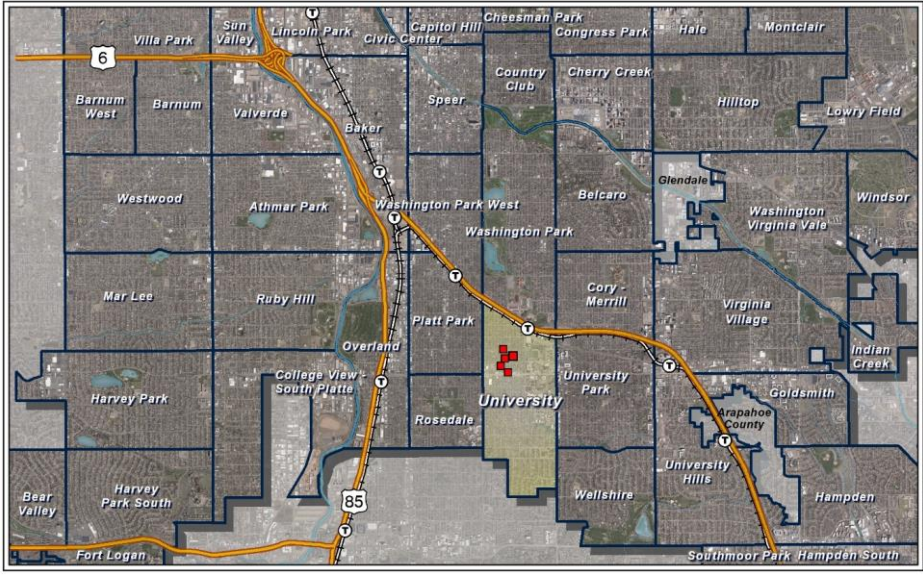 Cheesman Park
Sun
Valley
Lincoln Park
Capitol Hill
Congress Park
Hale
Montclair
Villa Park
Civic Center
6
Barnum
West
Barnum
Valverde
Baker
Speer
Country
Club
Cherry Creek
Hilltop
Lowry Field
T
T
Westwood
Athmar Park
Washington Park West
Belcaro
Glendale
Windsor
T
Washington Park
Washington
Virginia Vale
Mar Lee
Ruby Hill
T
Cory -
Merrill
Virginia
Village
Platt Park
T
Overland
Indian
Creek
College View -
South Platte
T
University
Park
T
Goldsmith
Harvey Park
Rosedale
University
Arapahoe
County
T
Bear
Valley
Harvey
Park South
85
Wellshire
University
Hills
Hampden
T
Fort Logan
Southmoor Park
Hampden South